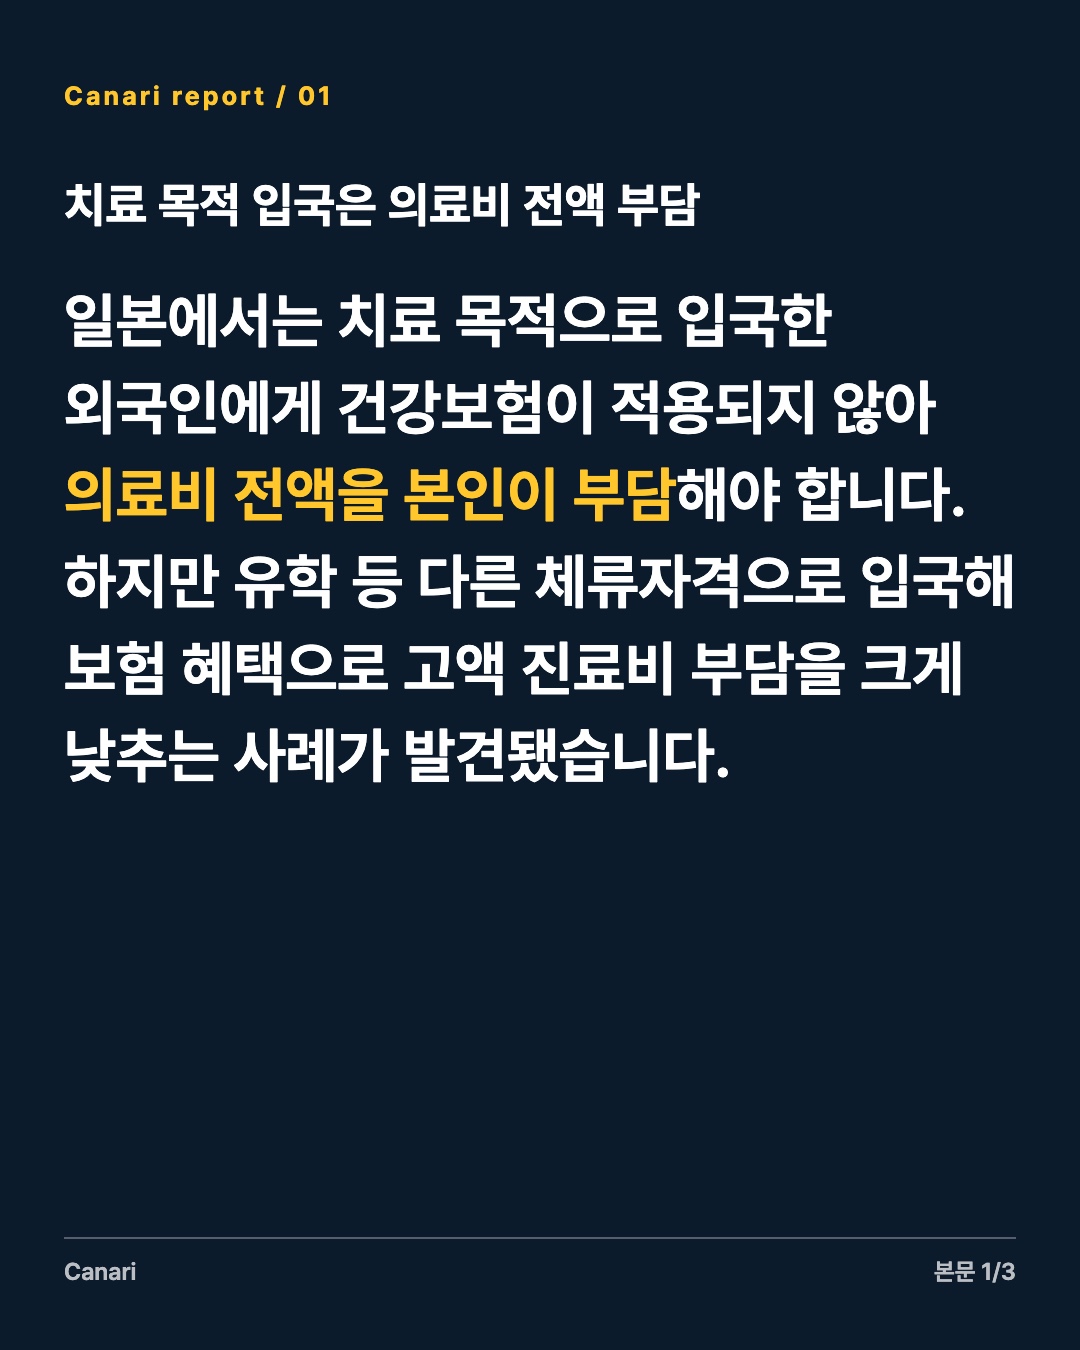 Canari report / 01
치료 목적 입국은 의료비 전액 부담
일본에서는 치료 목적으로 입국한
외국인에게 건강보험이 적용되지 않아
의료비 전액을 본인이 부담해야 합니다.
하지만 유학 등 다른 체류자격으로 입국해
보험 혜택으로 고액 진료비 부담을 크게
낮추는 사례가 발견됐습니다.
Canari
본문 1/3